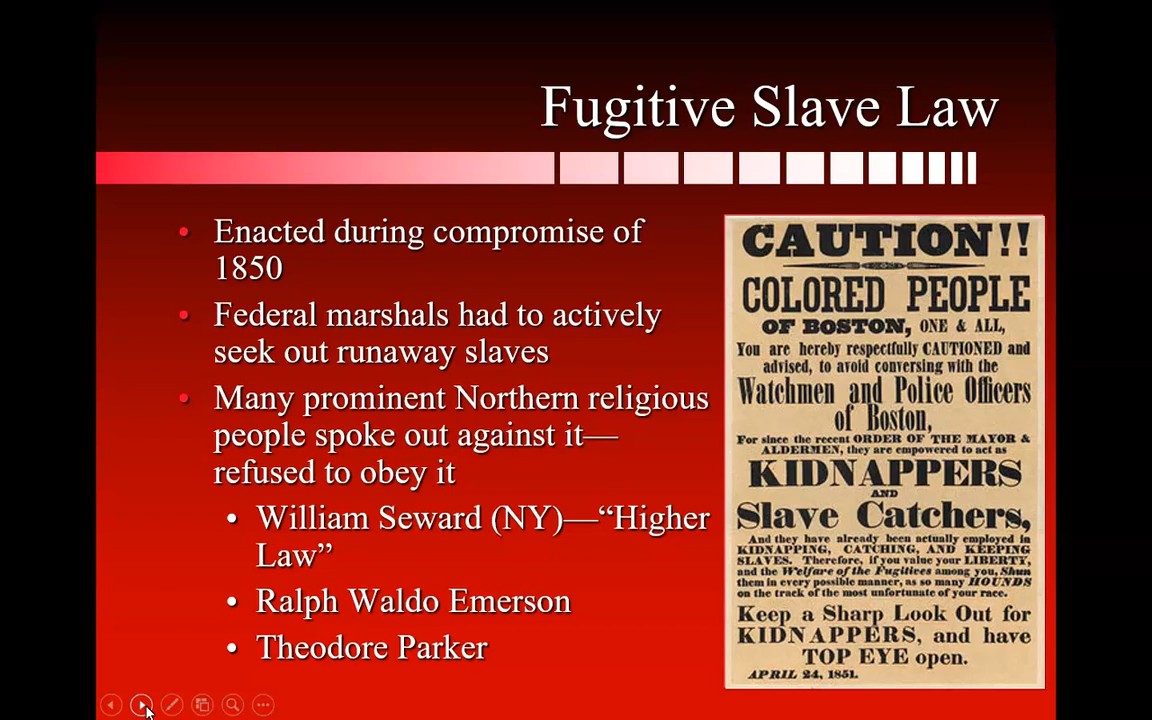 Fugitive Slave Law
Enacted during compromise of
1850
Federal marshals had to actively
seek out runaway slaves
Many prominent Northern religious
people spoke out against it—
refused to obey it
William Seward (NY)—“Higher
Law”
Ralph Waldo Emerson
Theodore Parker
CAUTION!!
COLORED PEOPLE
OF BOSTON, ONE & ALL,
You are hereby respectfully CAUTIONED and
advised, to avoid conversing with the
Watchmen and Police Officers
of Boston,
For since the recent ORDER OF THE MAYOR &
ALDERMEN, they are empowered to act as
KIDNAPPERS
AND
Slave Catchers,
And they have already been actually employed in
KIDNAPPING, CATCHING, AND KEEPING
SLAVES. Therefore, if you value your LIBERTY,
and the Welfare of the Fugitives among you, Shun
them in every possible manner, as so many HOUNDS
on the track of the most unfortunate of your race.
Keep a Sharp Look Out for
KIDNAPPERS, and have
TOP EYE open.
APRIL 24, 1851.